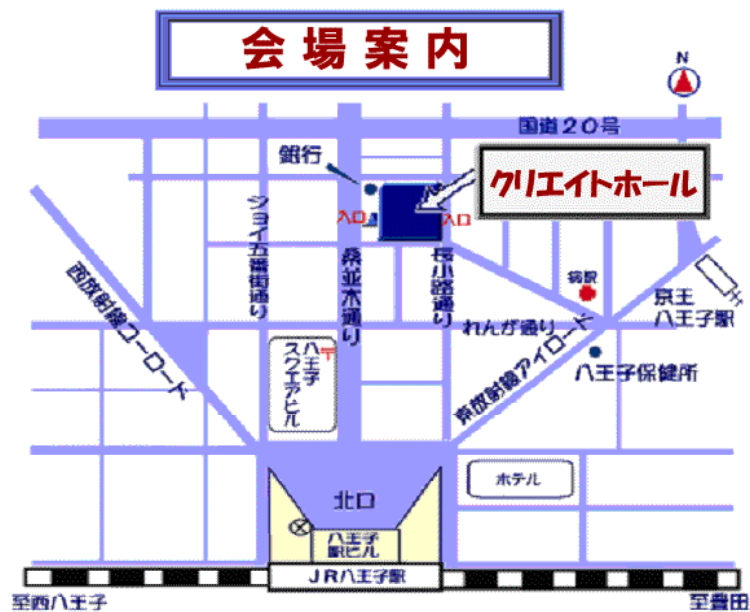 会場案内
N
国道20号
銀行
クリエイトホール
入口
入口
ジョイ五番街通り
桑並木通り
長小路通り
西放射線ユーロード
京王
八王子駅
れんが通り
八王子
スクエアビル
〒
東放射線アイロード
八王子保健所
ホテル
北口
八王子
駅ビル
JR八王子駅
至西八王子
至豊田